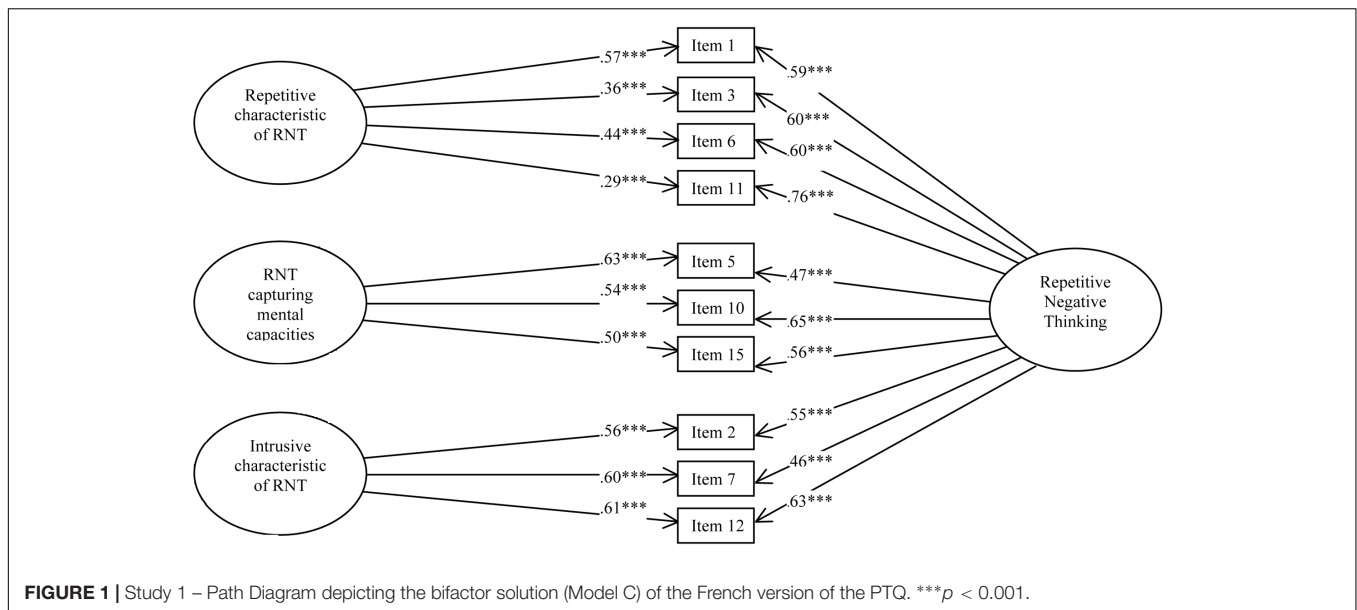 Repetitive
characteristic
of RNT
RNT
capturing
mental
capacities
Intrusive
characteristic
of RNT
.57***
.36***
.44***
.29***
.63***
.54***
.50***
.56***
.60***
.61***
Item 1
Item 3
Item 6
Item 11
Item 5
Item 10
Item 15
Item 2
Item 7
Item 12
.59***
60***
.60***
.76***
.47***
.65***
.56***
.55***
.46***
.63***
Repetitive
Negative
Thinking
FIGURE 1 | Study 1 – Path Diagram depicting the bifactor solution (Model C) of the French version of the PTQ. ***p < 0.001.